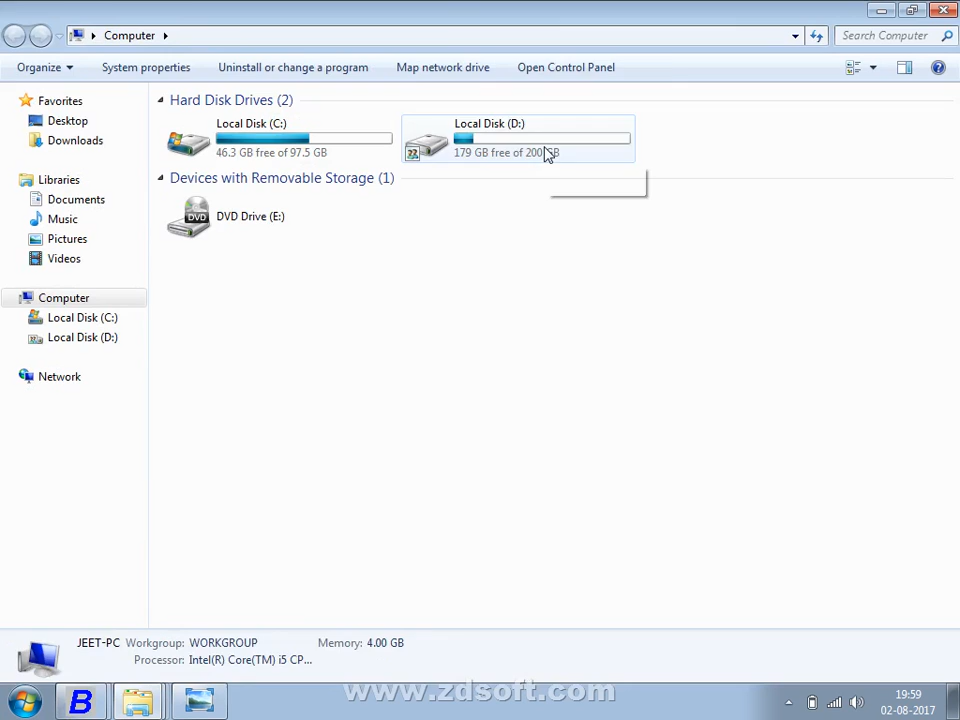 Computer
Search Computer
Organize
System properties
Uninstall or change a program
Map network drive
Open Control Panel
Favorites
Desktop
Downloads
Libraries
Documents
Music
Pictures
Videos
Computer
Local Disk (C:)
Local Disk (D:)
Network
Hard Disk Drives (2)
Local Disk (C:)
46.3 GB free of 97.5 GB
Local Disk (D:)
179 GB free of 200 GB
Devices with Removable Storage (1)
DVD
DVD Drive (E:)
JEET-PC Workgroup: WORKGROUP Memory: 4.00 GB
Processor: Intel(R) Core(TM) i5 CP...
B
www.zdsoft.com
19:59
02-08-2017